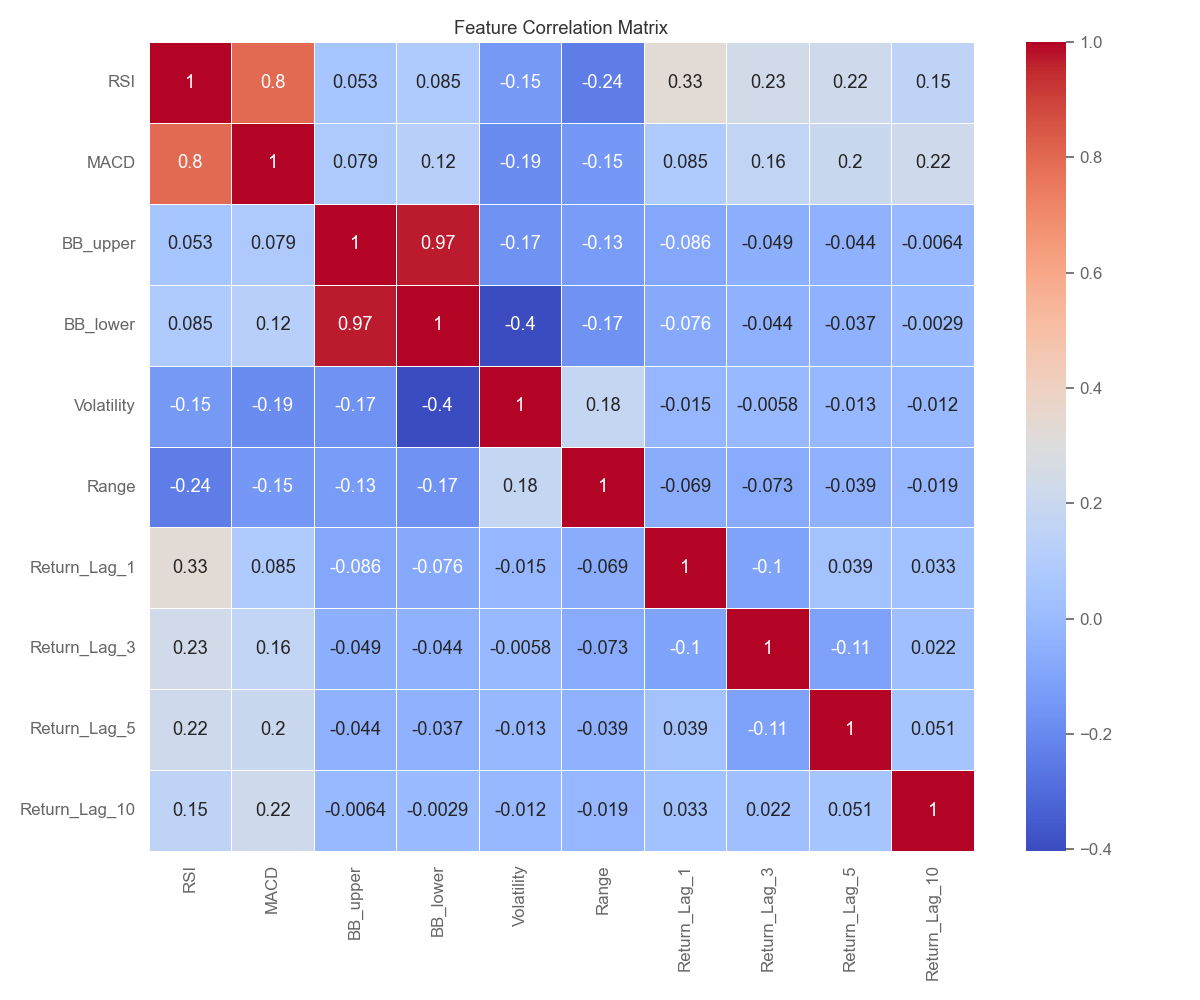 Feature Correlation Matrix
RSI 1 0.8 0.053 0.085 -0.15 -0.24 0.33 0.23 0.22 0.15
MACD 0.8 1 0.079 0.12 -0.19 -0.15 0.085 0.16 0.2 0.22
BB_upper 0.053 0.079 1 0.97 -0.17 -0.13 -0.086 -0.049 -0.044 -0.0064
BB_lower 0.085 0.12 0.97 1 -0.4 -0.17 -0.076 -0.044 -0.037 -0.0029
Volatility -0.15 -0.19 -0.17 -0.4 1 0.18 -0.015 -0.0058 -0.013 -0.012
Range -0.24 -0.15 -0.13 -0.17 0.18 1 -0.069 -0.073 -0.039 -0.019
Return_Lag_1 0.33 0.085 -0.086 -0.076 -0.015 -0.069 1 -0.1 0.039 0.033
Return_Lag_3 0.23 0.16 -0.049 -0.044 -0.0058 -0.073 -0.1 1 -0.11 0.022
Return_Lag_5 0.22 0.2 -0.044 -0.037 -0.013 -0.039 0.039 -0.11 1 0.051
Return_Lag_10 0.15 0.22 -0.0064 -0.0029 -0.012 -0.019 0.033 0.022 0.051 1
RSI MACD BB_upper BB_lower Volatility Range Return_Lag_1 Return_Lag_3 Return_Lag_5 Return_Lag_10
1.0
0.8
0.6
0.4
0.2
0.0
−0.2
−0.4